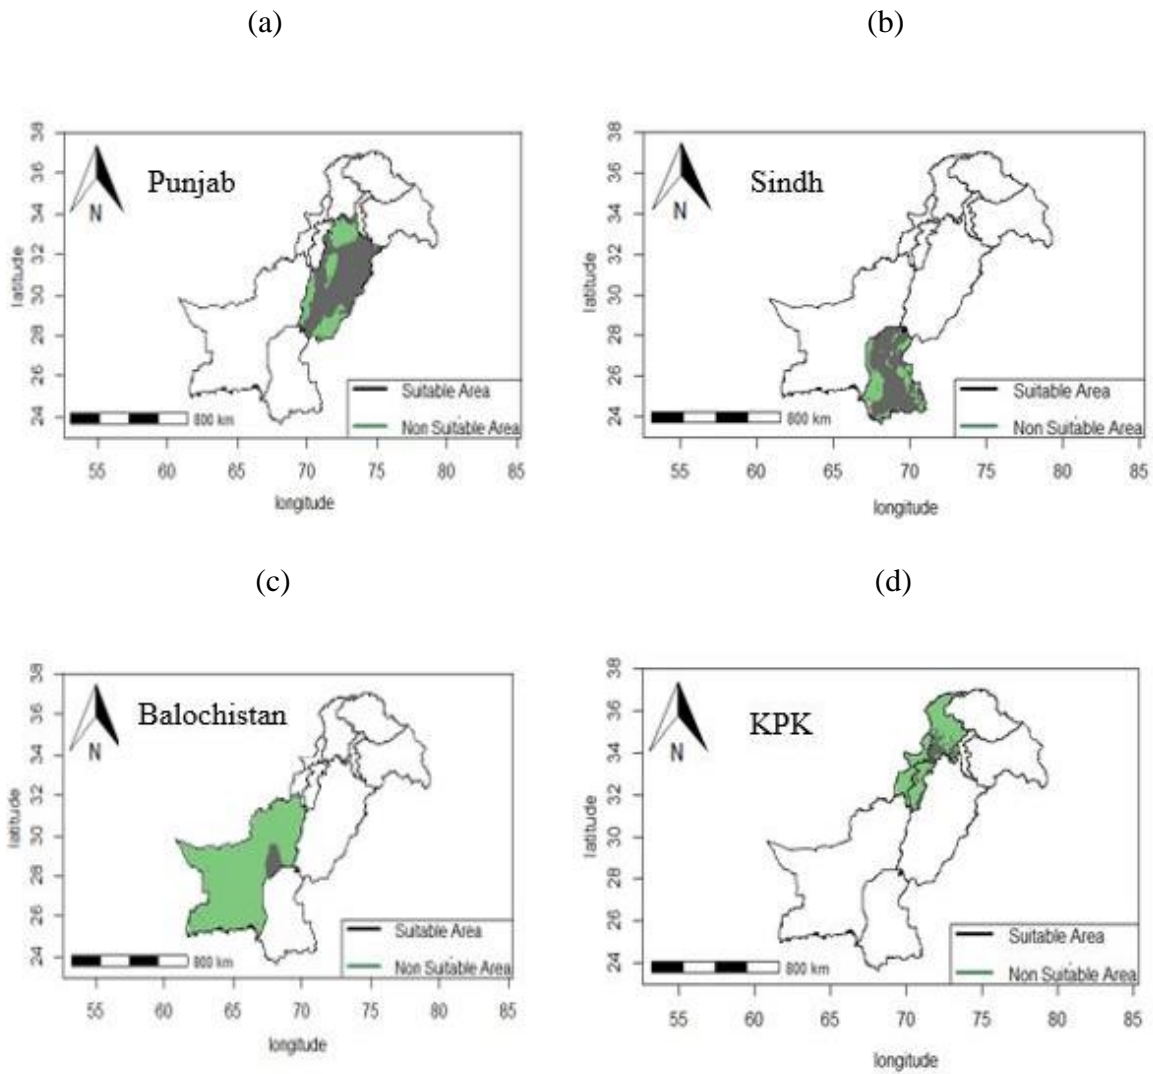 (a)
(b)
Punjab
N
38
36
34
32
30
28
26
24
latitude
Suitable Area
Non Suitable Area
800 km
55 60 65 70 75 80 85
longitude
Sindh
N
38
36
34
32
30
28
26
24
latitude
Suitable Area
Non Suitable Area
800 km
55 60 65 70 75 80 85
longitude
(c)
(d)
Balochistan
N
38
36
34
32
30
28
26
24
latitude
Suitable Area
Non Suitable Area
800 km
55 60 65 70 75 80 85
longitude
KPK
N
38
36
34
32
30
28
26
24
latitude
Suitable Area
Non Suitable Area
800 km
55 60 65 70 75 80 85
longitude